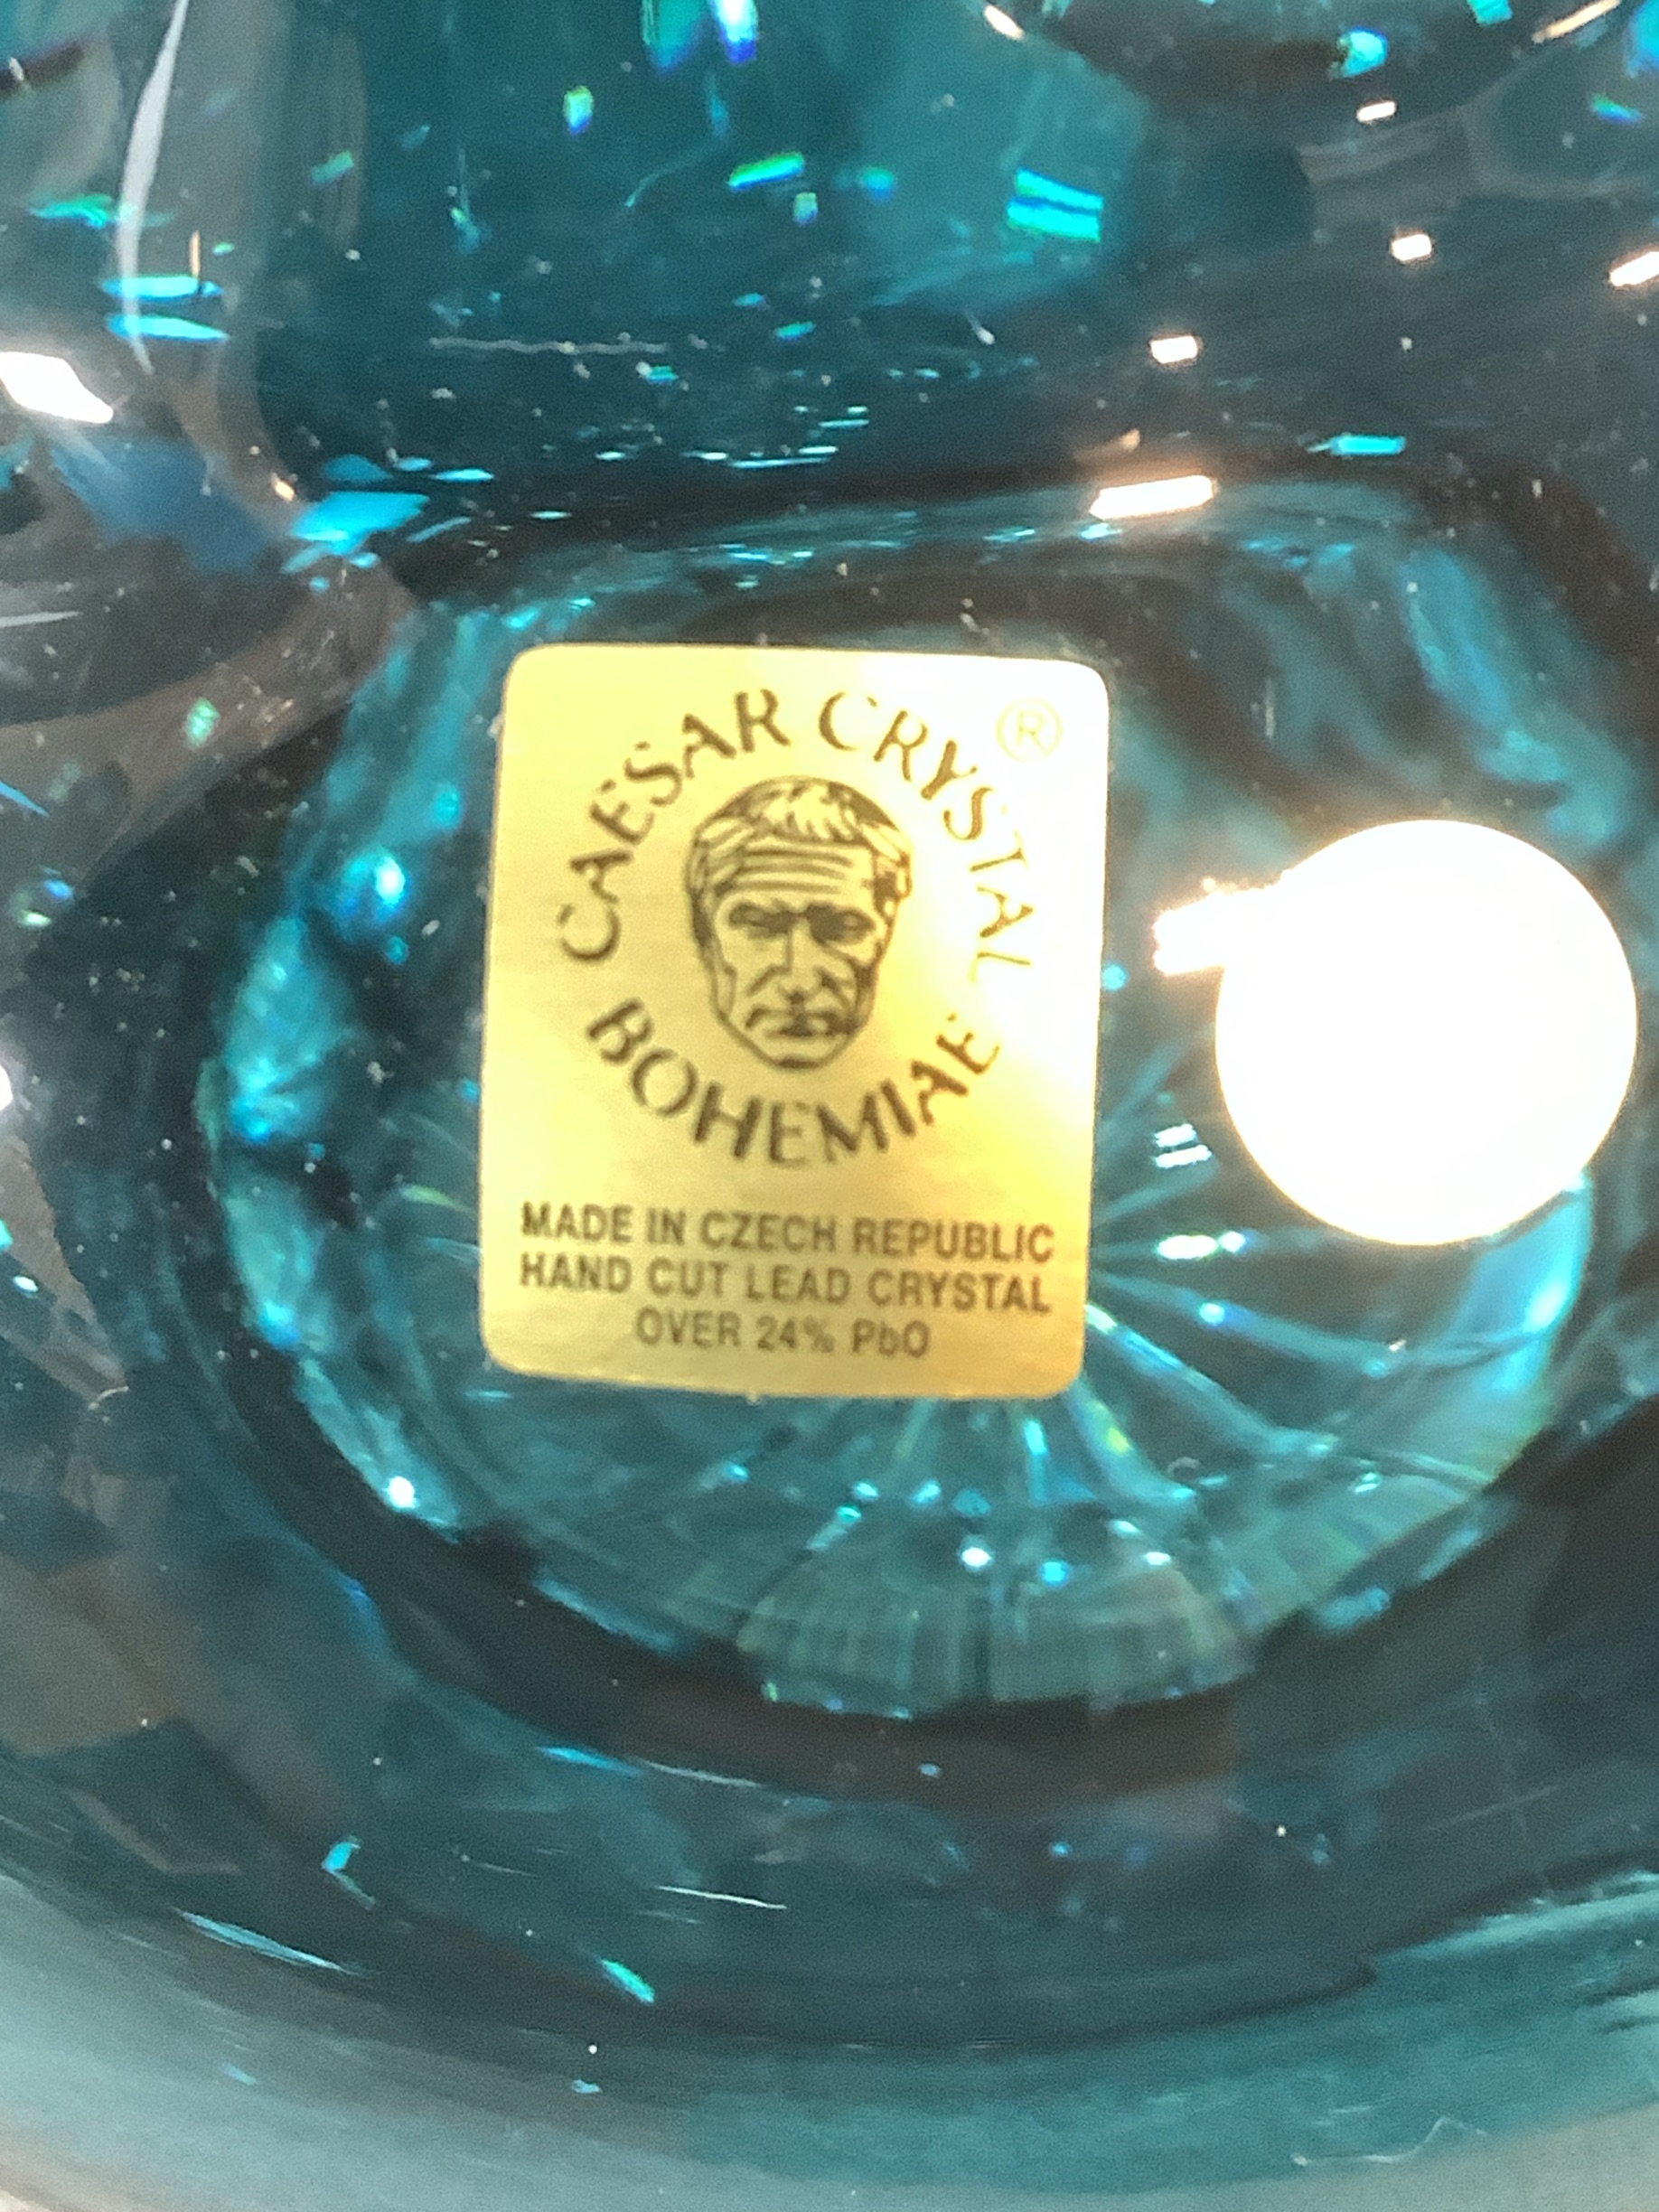 CAESAR CRYSTAL ®
BOHEMIAE
MADE IN CZECH REPUBLIC
HAND CUT LEAD CRYSTAL
OVER 24% PbO